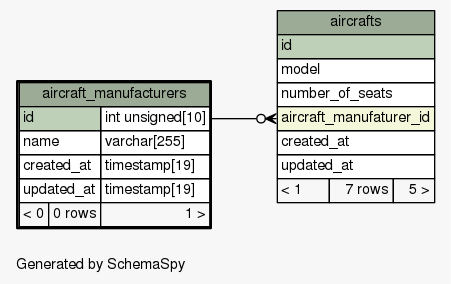 aircrafts
id
model
number_of_seats
aircraft_manufaturer_id
created_at
updated_at
< 1 7 rows 5 >
aircraft_manufacturers
id int unsigned[10]
name varchar[255]
created_at timestamp[19]
updated_at timestamp[19]
< 0 0 rows 1 >
Generated by SchemaSpy